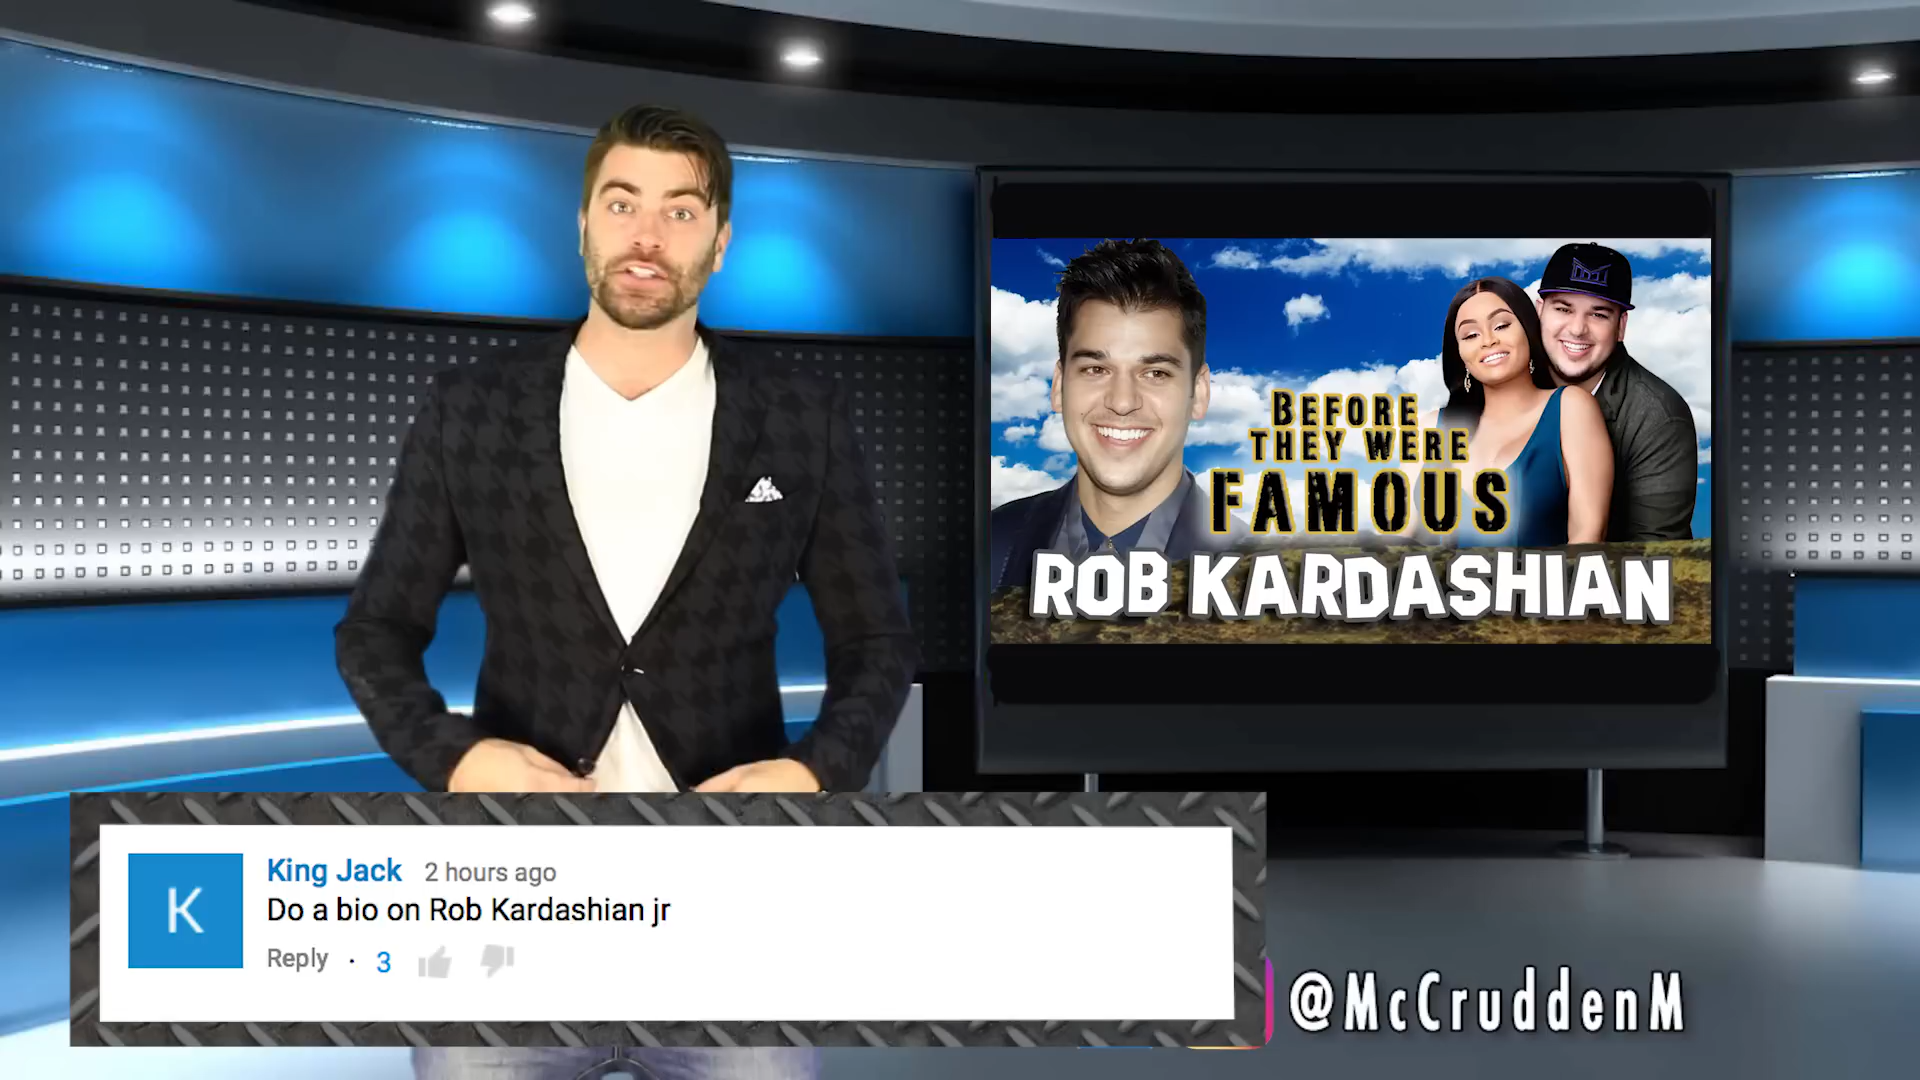 BEFORE
THEY WERE
FAMOUS
ROB KARDASHIAN
K
King Jack 2 hours ago
Do a bio on Rob Kardashian jr
Reply · 3
@McCruddenM